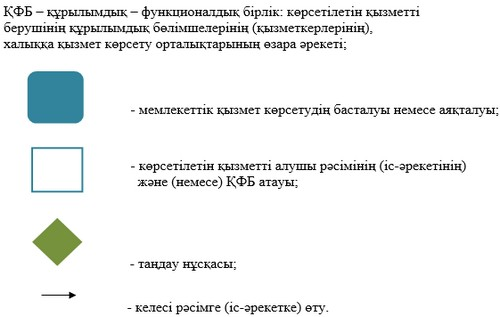 ҚФБ – құрылымдық – функционалдық бірлік: көрсетілетін қызметті
берушінің құрылымдық бөлімшелерінің (қызметкерлерінің),
халыққа қызмет көрсету орталықтарының өзара әрекеті;
- мемлекеттік қызмет көрсетудің басталуы немесе аяқталуы;
- көрсетілетін қызметті алушы рәсімінің (іс-әрекетінің)
және (немесе) ҚФБ атауы;
- таңдау нұсқасы;
- келесі рәсімге (іс-әрекетке) өту.